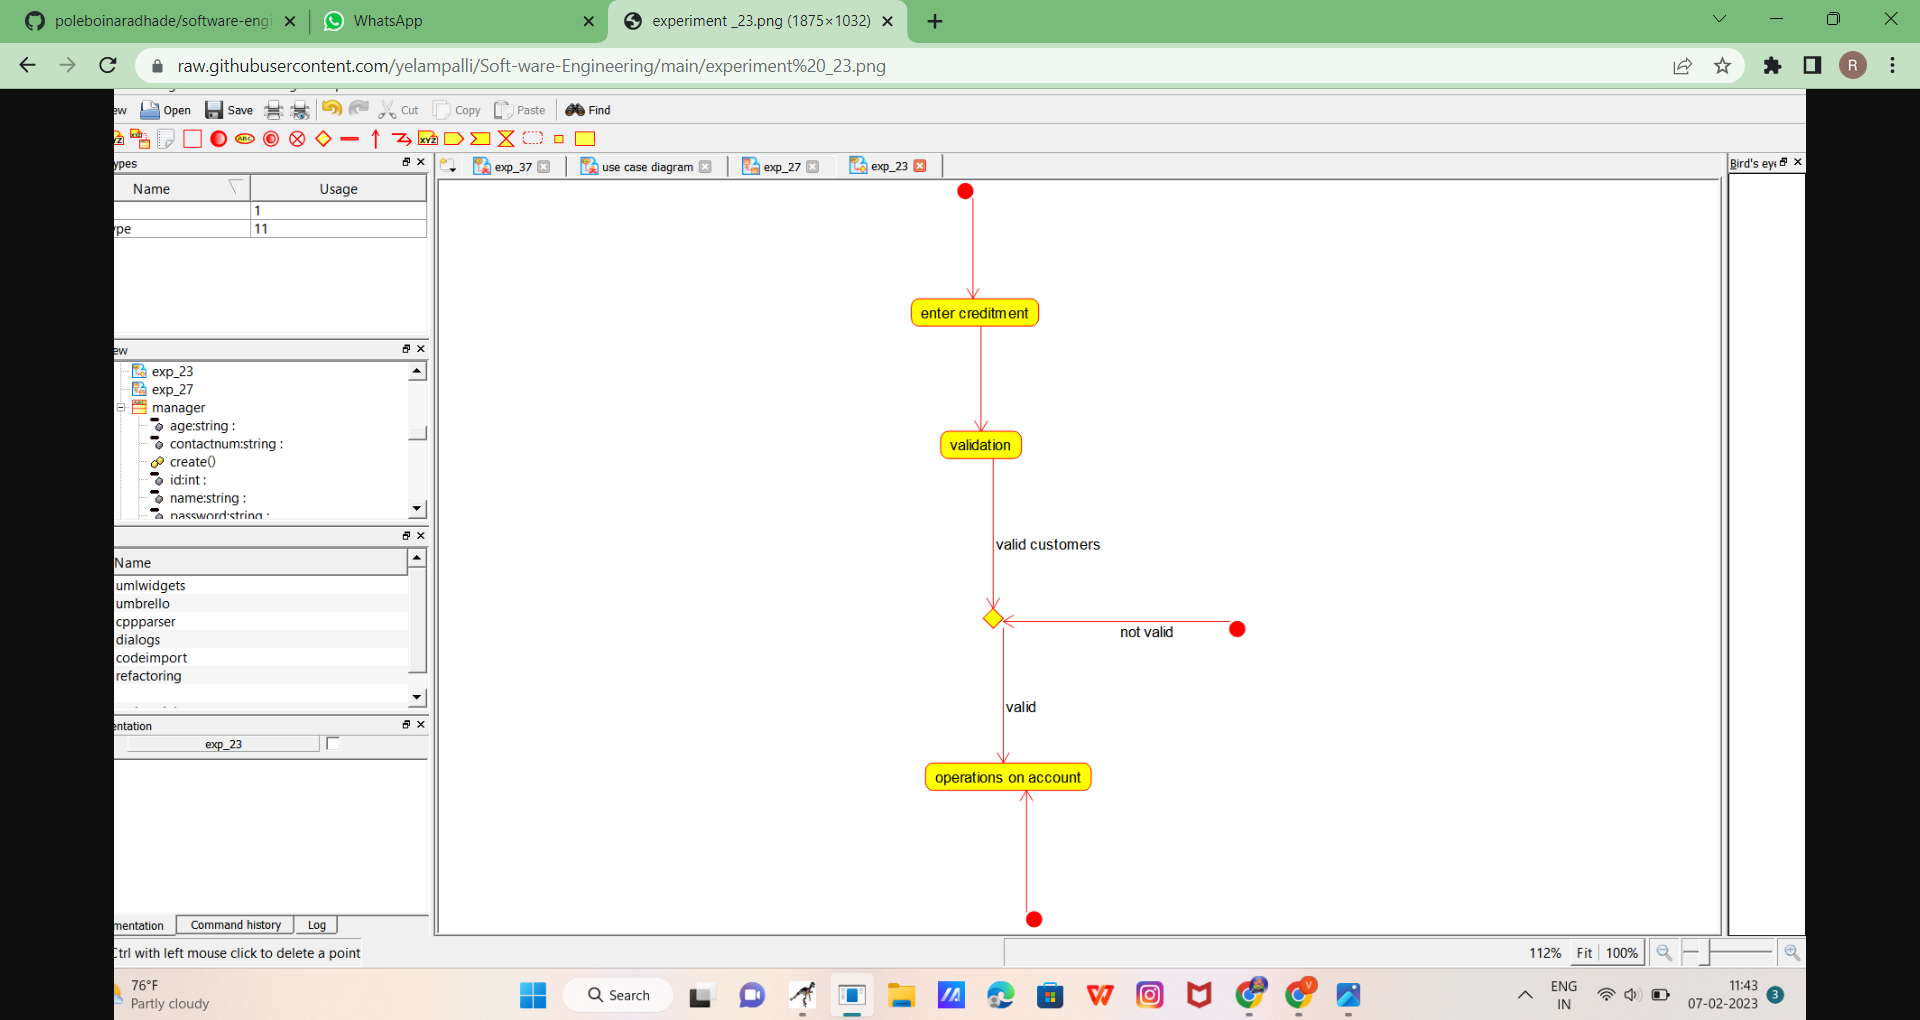 poleboinaradhade/software-engi
WhatsApp
experiment _23.png (1875×1032)
raw.githubusercontent.com/yelampalli/Soft-ware-Engineering/main/experiment%20_23.png
R
ew Open Save Cut Copy Paste Find
ypes
Name Usage
1
ype 11
exp_37 use case diagram exp_27 exp_23
Bird's eye
ew
exp_23
exp_27
manager
age:string :
contactnum:string :
create()
id:int :
name:string :
password:string :
Name
umlwidgets
umbrello
cppparser
dialogs
codeimport
refactoring
entation
exp_23
mentation Command history Log
Ctrl with left mouse click to delete a point
enter creditment
validation
valid customers
not valid
valid
operations on account
112% Fit 100%
76°F
Partly cloudy
Search
ENG
IN
11:43
07-02-2023
3